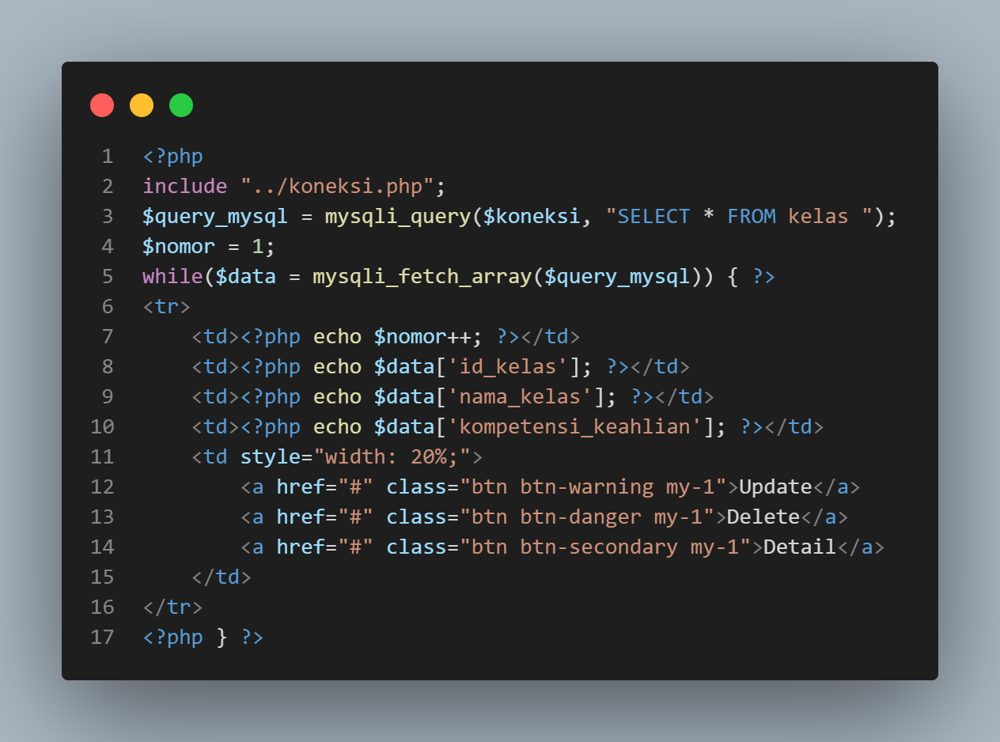 1 <?php
2 include "../koneksi.php";
3 $query_mysql = mysqli_query($koneksi, "SELECT * FROM kelas ");
4 $nomor = 1;
5 while($data = mysqli_fetch_array($query_mysql)) { ?>
6 <tr>
7     <td><?php echo $nomor++; ?></td>
8     <td><?php echo $data['id_kelas']; ?></td>
9     <td><?php echo $data['nama_kelas']; ?></td>
10     <td><?php echo $data['kompetensi_keahlian']; ?></td>
11     <td style="width: 20%;">
12         <a href="#" class="btn btn-warning my-1">Update</a>
13         <a href="#" class="btn btn-danger my-1">Delete</a>
14         <a href="#" class="btn btn-secondary my-1">Detail</a>
15     </td>
16 </tr>
17 <?php } ?>